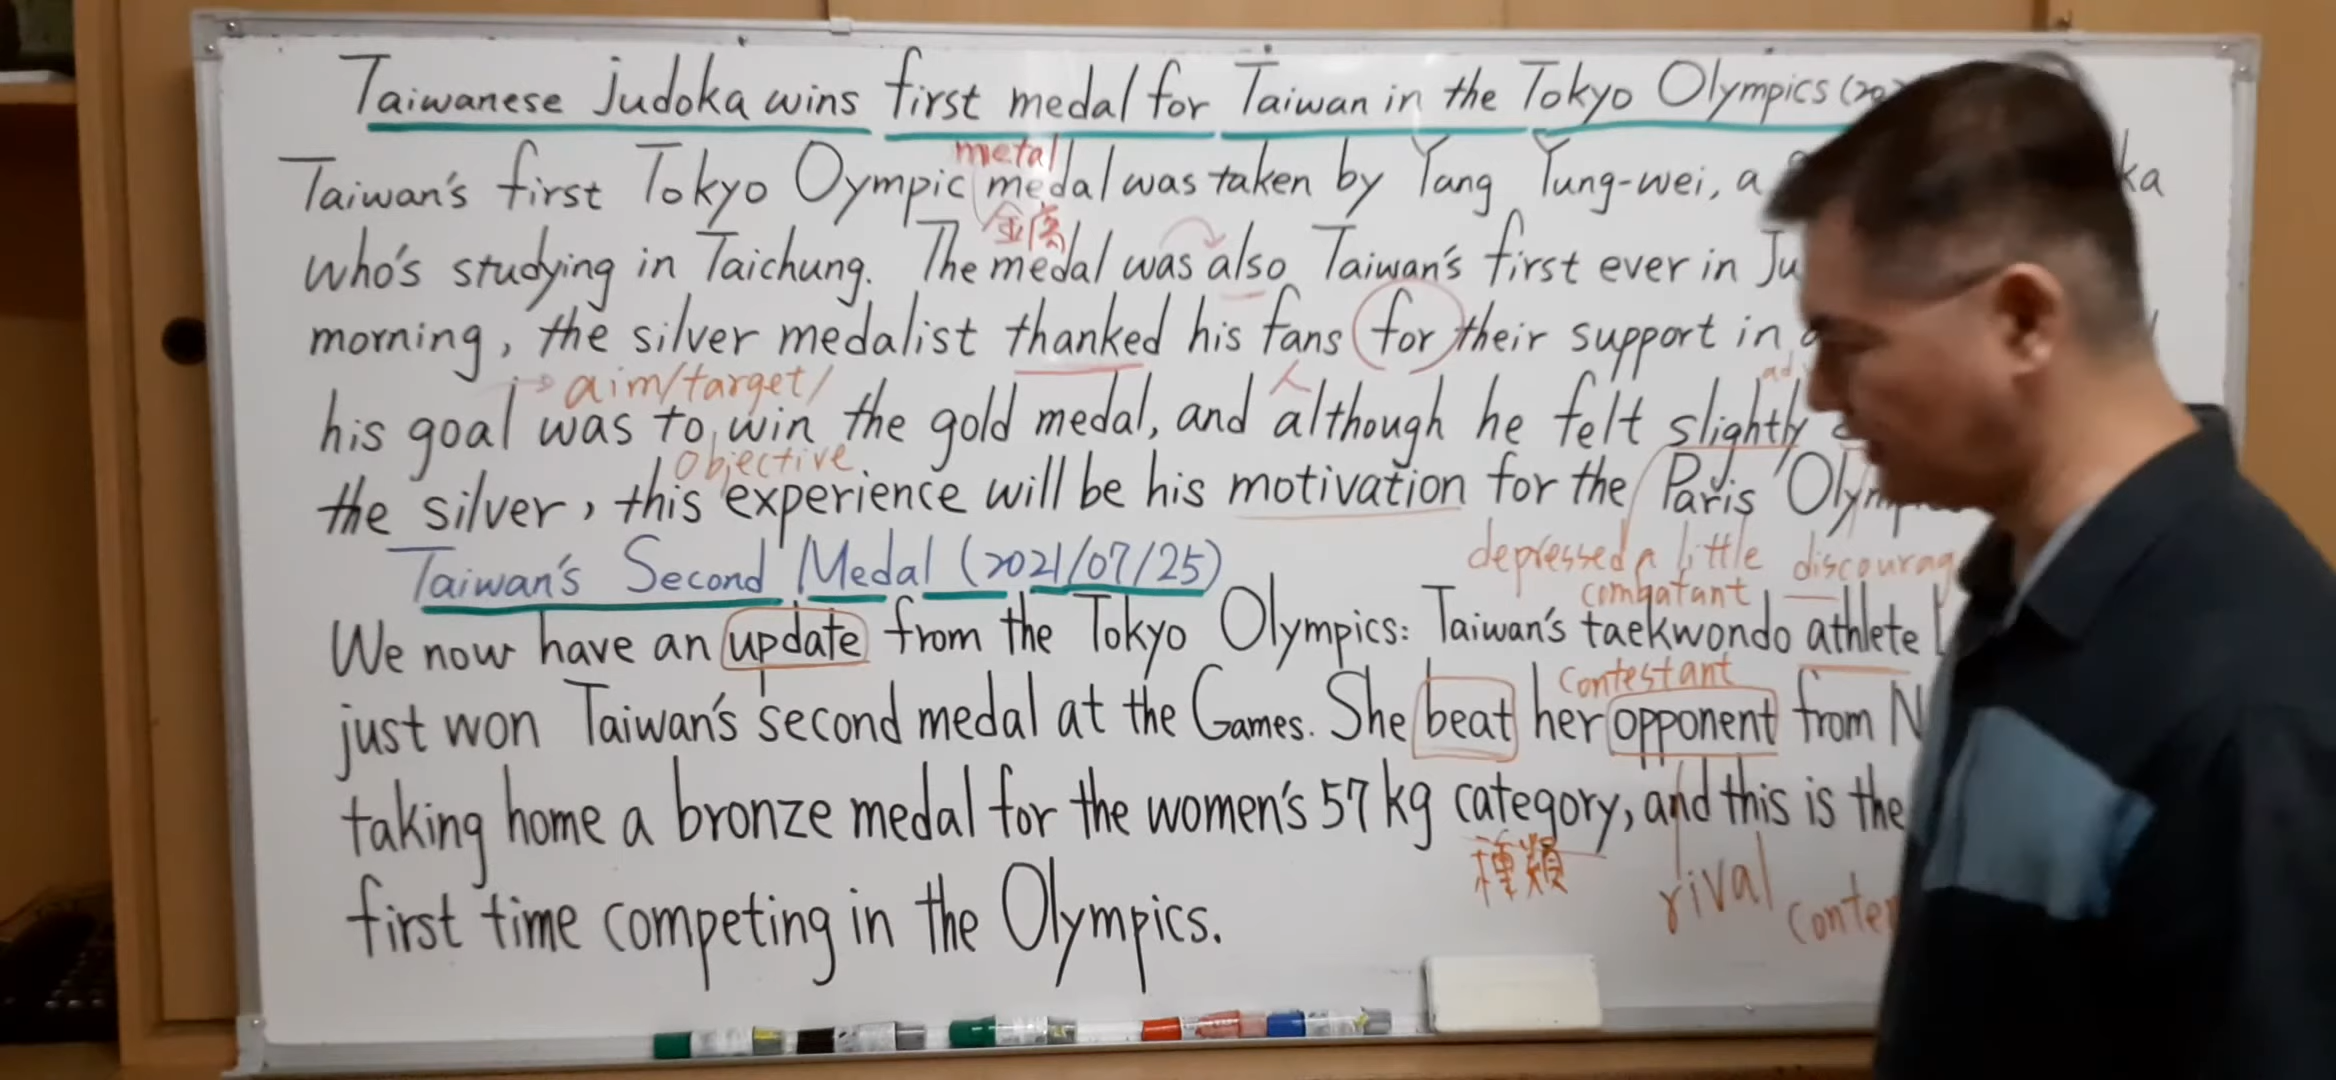 Taiwanese judoka wins first medal for Taiwan in the Tokyo Olympics
metal
Taiwan's first Tokyo Oympic medal was taken by Yang Yung-wei, a
金屬
who's studying in Taichung. The medal was also Taiwan's first ever in
morning, the silver medalist thanked his fans for their support in
aim/target/
his goal was to win the gold medal, and although he felt slightly
Objective
the silver, this experience will be his motivation for the Paris
Taiwan's Second Medal (2021/07/25)
depressed a little
combatant
We now have an update from the Tokyo Olympics: Taiwan's taekwondo athlete
contestant
just won Taiwan's second medal at the Games. She beat her opponent from
taking home a bronze medal for the women's 57 kg category, and this is the
種類
rival
first time competing in the Olympics.